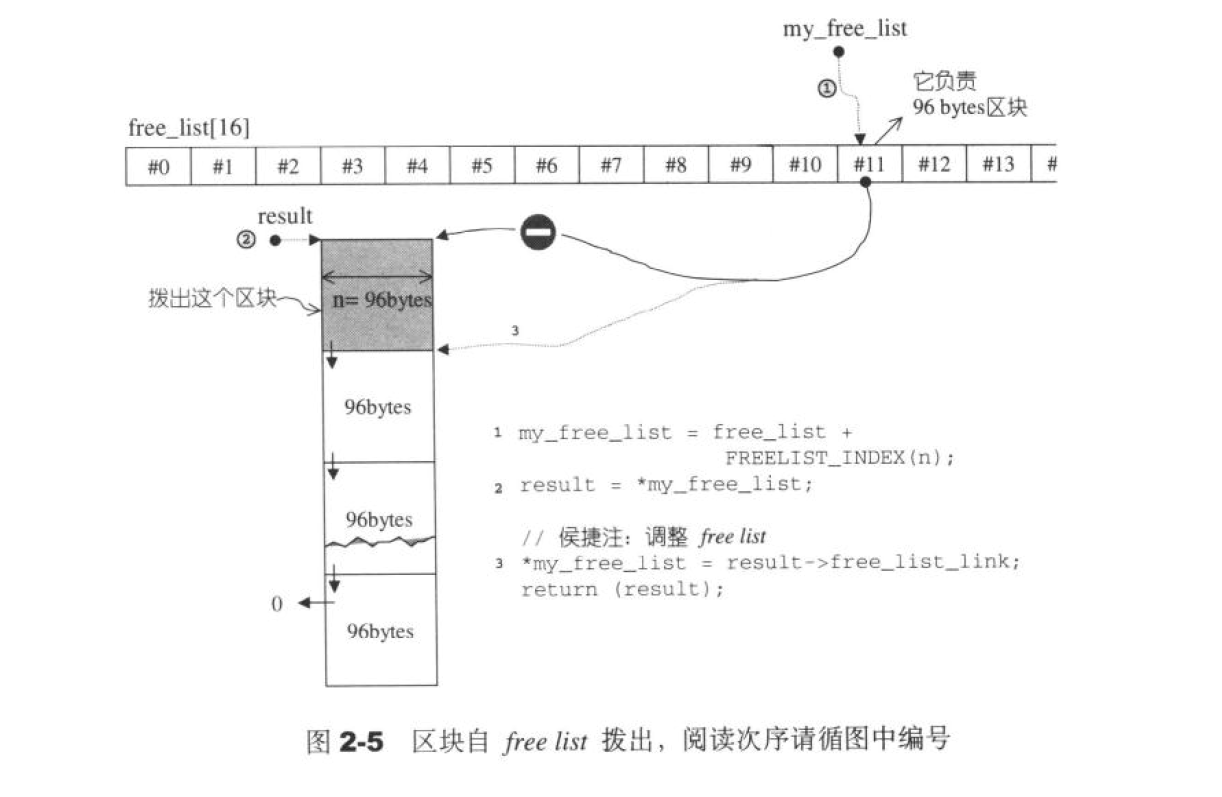 my_free_list
①
它负责
96 bytes区块
free_list[16]
#0 #1 #2 #3 #4 #5 #6 #7 #8 #9 #10 #11 #12 #13 #
result
②
拨出这个区块
n= 96bytes
3
96bytes
96bytes
0
96bytes
1 my_free_list = free_list +
FREELIST_INDEX(n);
2 result = *my_free_list;
// 侯捷注：调整 free list
3 *my_free_list = result->free_list_link;
return (result);
图 2-5 区块自 free list 拨出，阅读次序请循图中编号